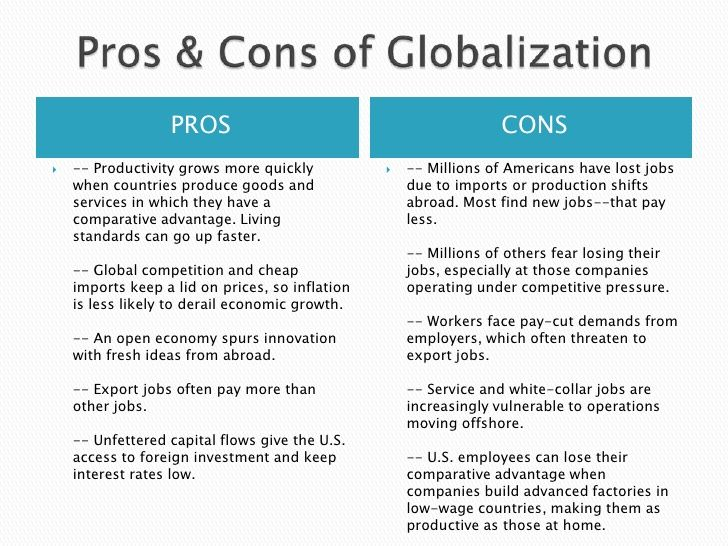 Pros & Cons of Globalization
PROS
-- Productivity grows more quickly
when countries produce goods and
services in which they have a
comparative advantage. Living
standards can go up faster.
-- Global competition and cheap
imports keep a lid on prices, so inflation
is less likely to derail economic growth.
-- An open economy spurs innovation
with fresh ideas from abroad.
-- Export jobs often pay more than
other jobs.
-- Unfettered capital flows give the U.S.
access to foreign investment and keep
interest rates low.
CONS
-- Millions of Americans have lost jobs
due to imports or production shifts
abroad. Most find new jobs--that pay
less.
-- Millions of others fear losing their
jobs, especially at those companies
operating under competitive pressure.
-- Workers face pay-cut demands from
employers, which often threaten to
export jobs.
-- Service and white-collar jobs are
increasingly vulnerable to operations
moving offshore.
-- U.S. employees can lose their
comparative advantage when
companies build advanced factories in
low-wage countries, making them as
productive as those at home.